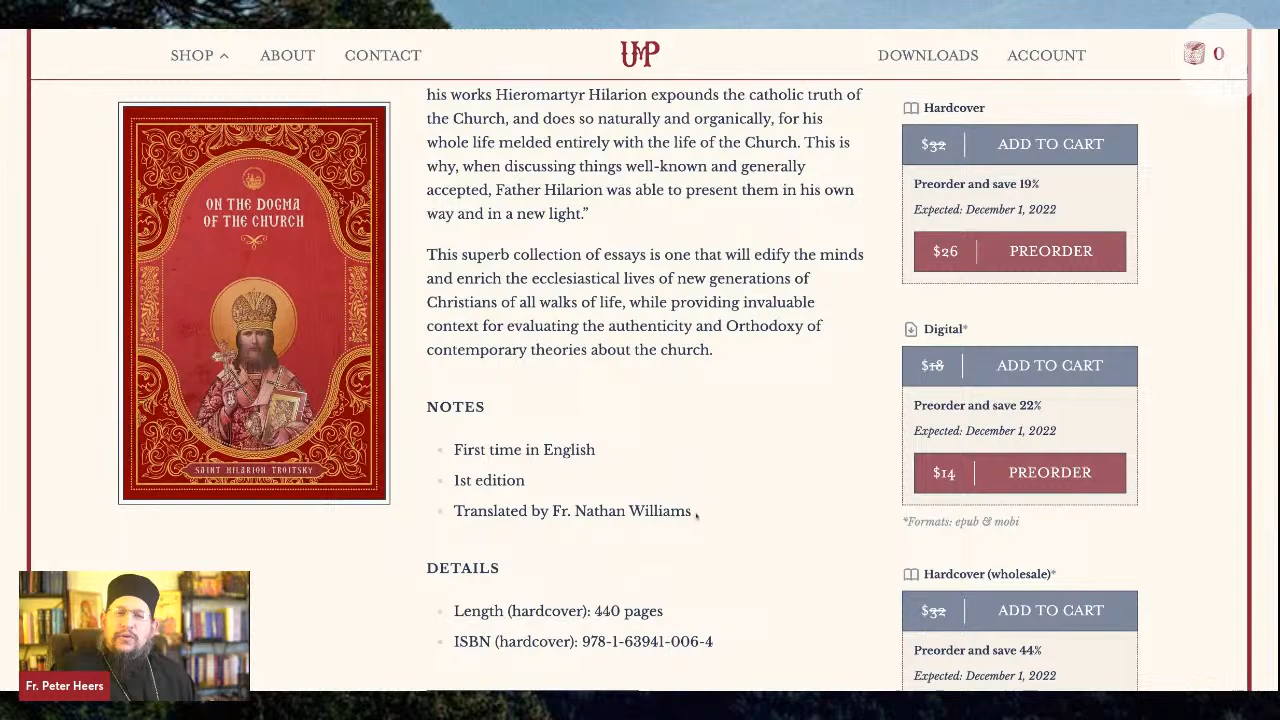 SHOP
ABOUT
CONTACT
UMP
DOWNLOADS
ACCOUNT
0
ON THE DOGMA
OF THE CHURCH
SAINT HILARION TROITSKY
his works Hieromartyr Hilarion expounds the catholic truth of
the Church, and does so naturally and organically, for his
whole life melded entirely with the life of the Church. This is
why, when discussing things well-known and generally
accepted, Father Hilarion was able to present them in his own
way and in a new light.”
This superb collection of essays is one that will edify the minds
and enrich the ecclesiastical lives of new generations of
Christians of all walks of life, while providing invaluable
context for evaluating the authenticity and Orthodoxy of
contemporary theories about the church.
NOTES
First time in English
1st edition
Translated by Fr. Nathan Williams
DETAILS
Length (hardcover): 440 pages
ISBN (hardcover): 978-1-63941-006-4
Hardcover
$32 ADD TO CART
Preorder and save 19%
Expected: December 1, 2022
$26 PREORDER
Digital*
$18 ADD TO CART
Preorder and save 22%
Expected: December 1, 2022
$14 PREORDER
*Formats: epub & mobi
Hardcover (wholesale)*
$32 ADD TO CART
Preorder and save 44%
Expected: December 1, 2022
Fr. Peter Heers